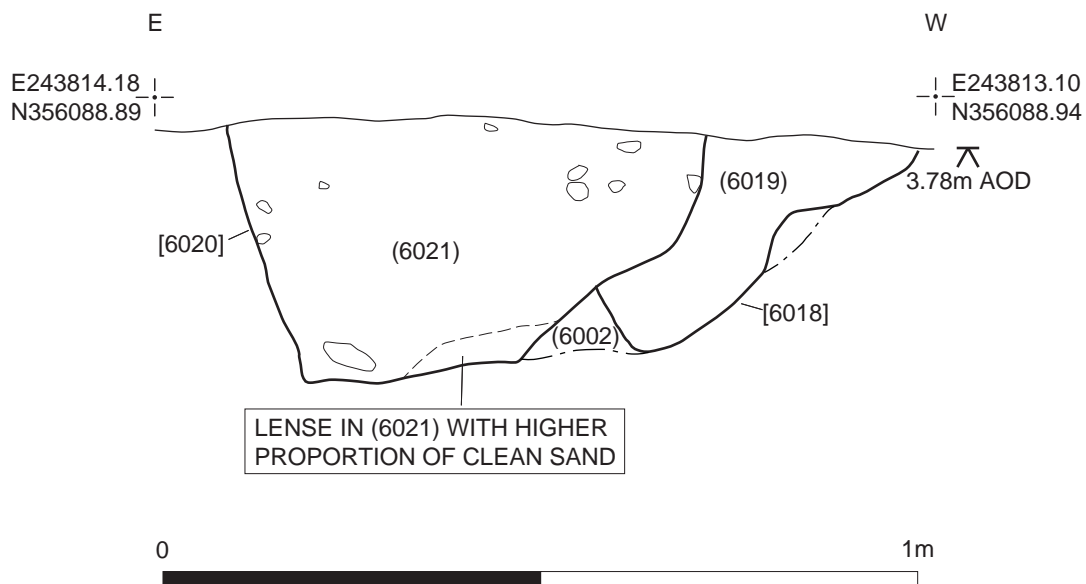 E
W
E243814.18
N356088.89
E243813.10
N356088.94
(6019)
3.78m AOD
[6020]
(6021)
[6018]
(6002)
LENSE IN (6021) WITH HIGHER
PROPORTION OF CLEAN SAND
0
1m